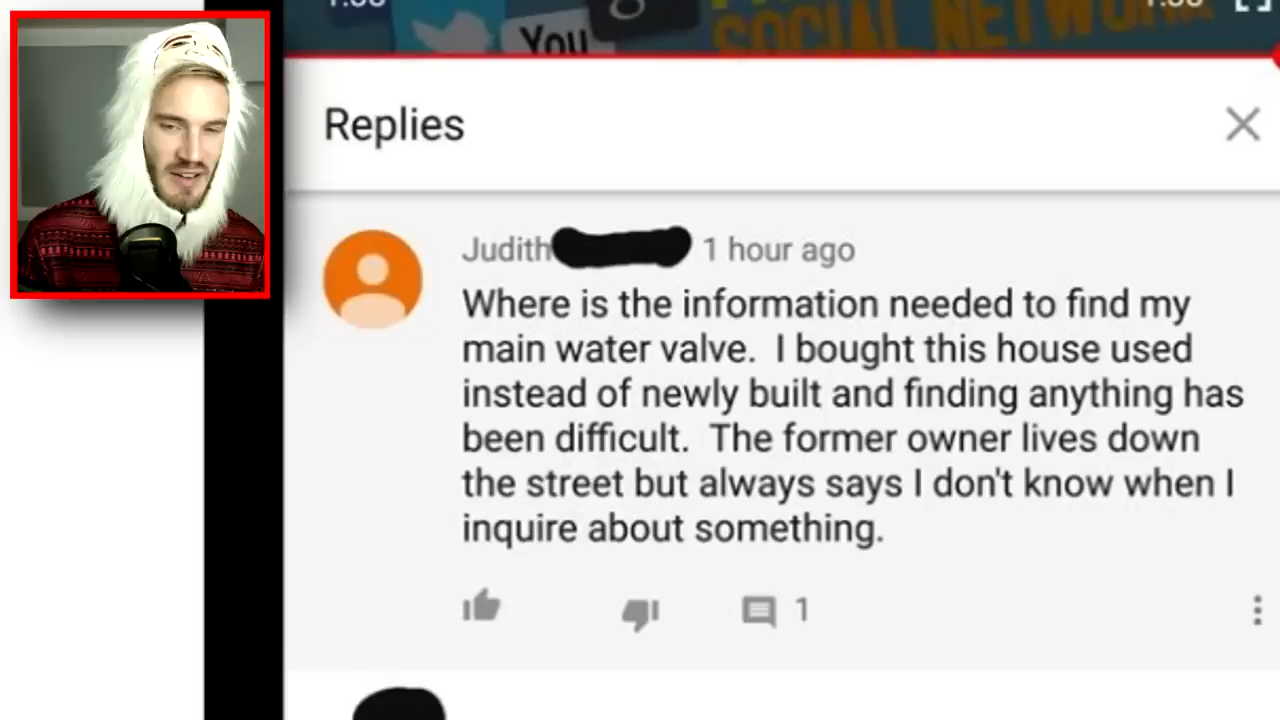 You
SOCIAL NETWORK
Replies
Judith 1 hour ago
Where is the information needed to find my
main water valve.  I bought this house used
instead of newly built and finding anything has
been difficult.  The former owner lives down
the street but always says I don't know when I
inquire about something.
1